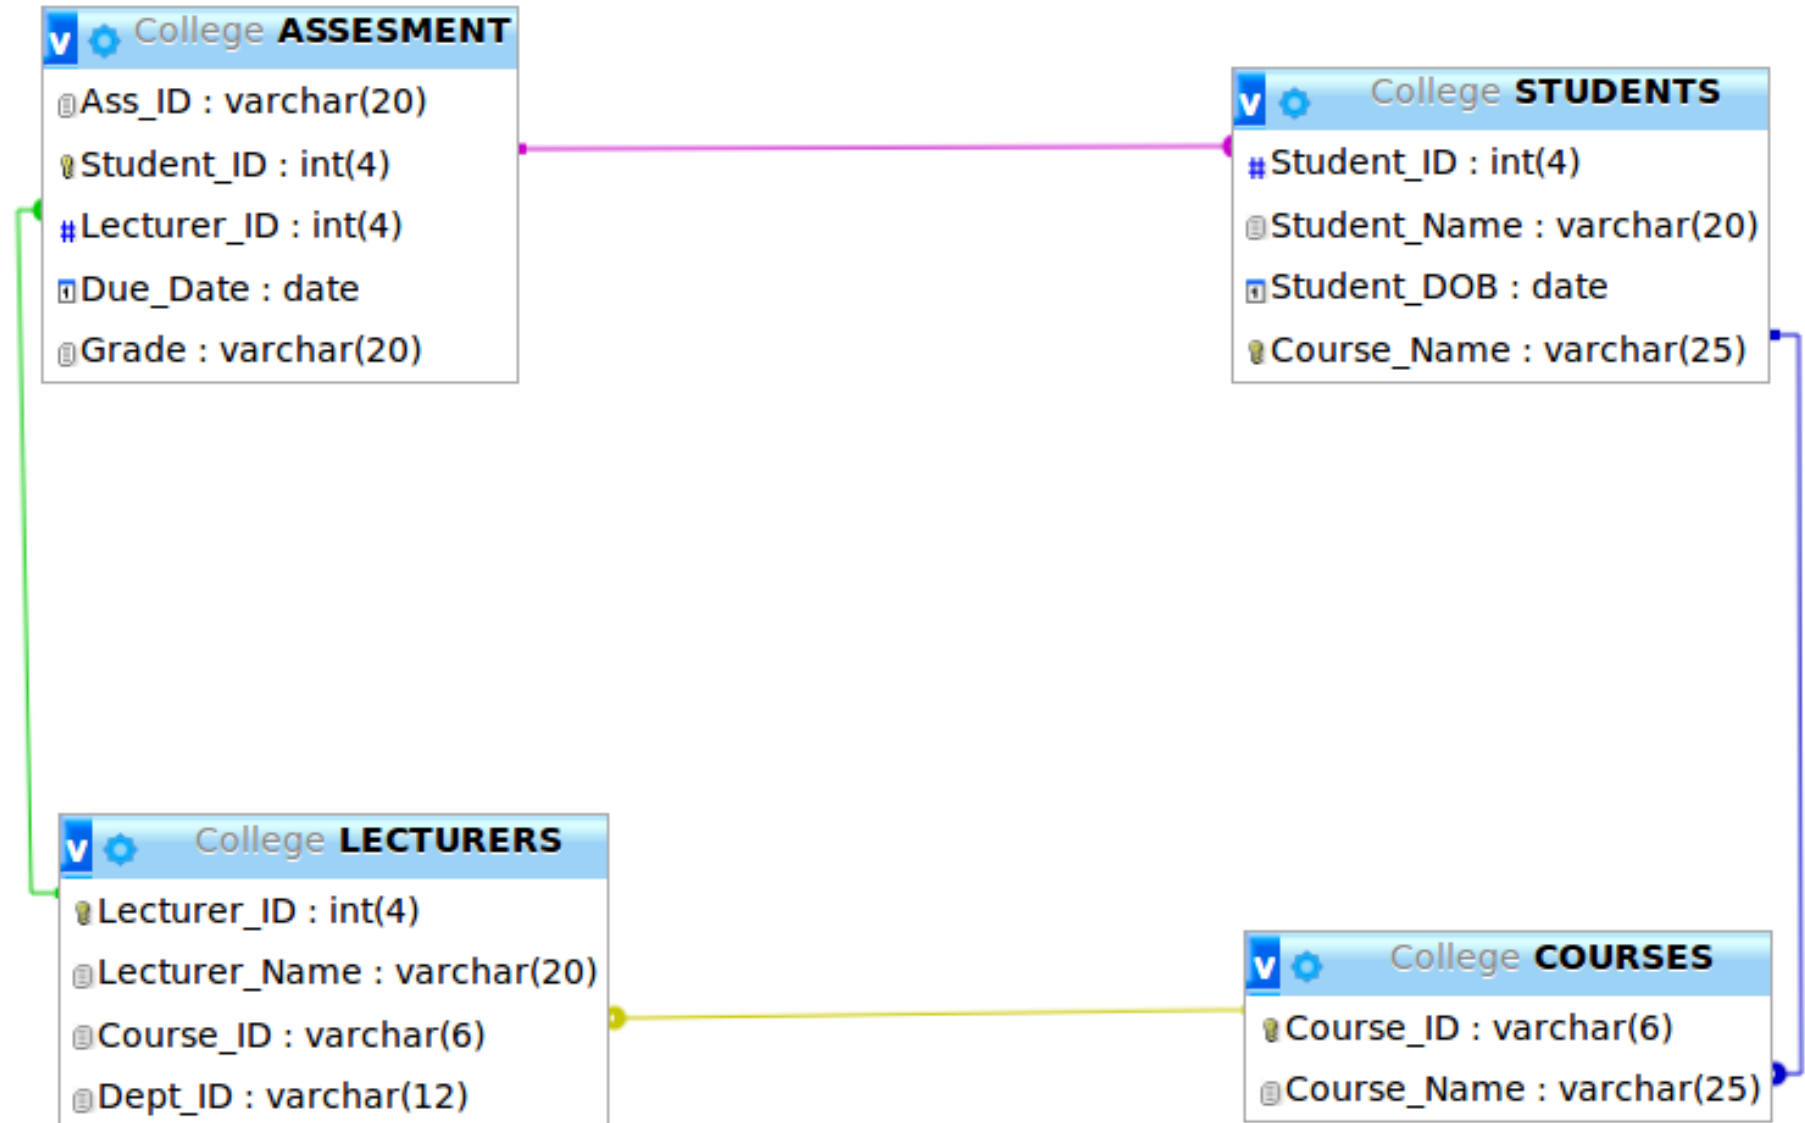 v College ASSESMENT
Ass_ID : varchar(20)
Student_ID : int(4)
#Lecturer_ID : int(4)
Due_Date : date
Grade : varchar(20)
v College STUDENTS
#Student_ID : int(4)
Student_Name : varchar(20)
Student_DOB : date
Course_Name : varchar(25)
v College LECTURERS
Lecturer_ID : int(4)
Lecturer_Name : varchar(20)
Course_ID : varchar(6)
Dept_ID : varchar(12)
v College COURSES
Course_ID : varchar(6)
Course_Name : varchar(25)